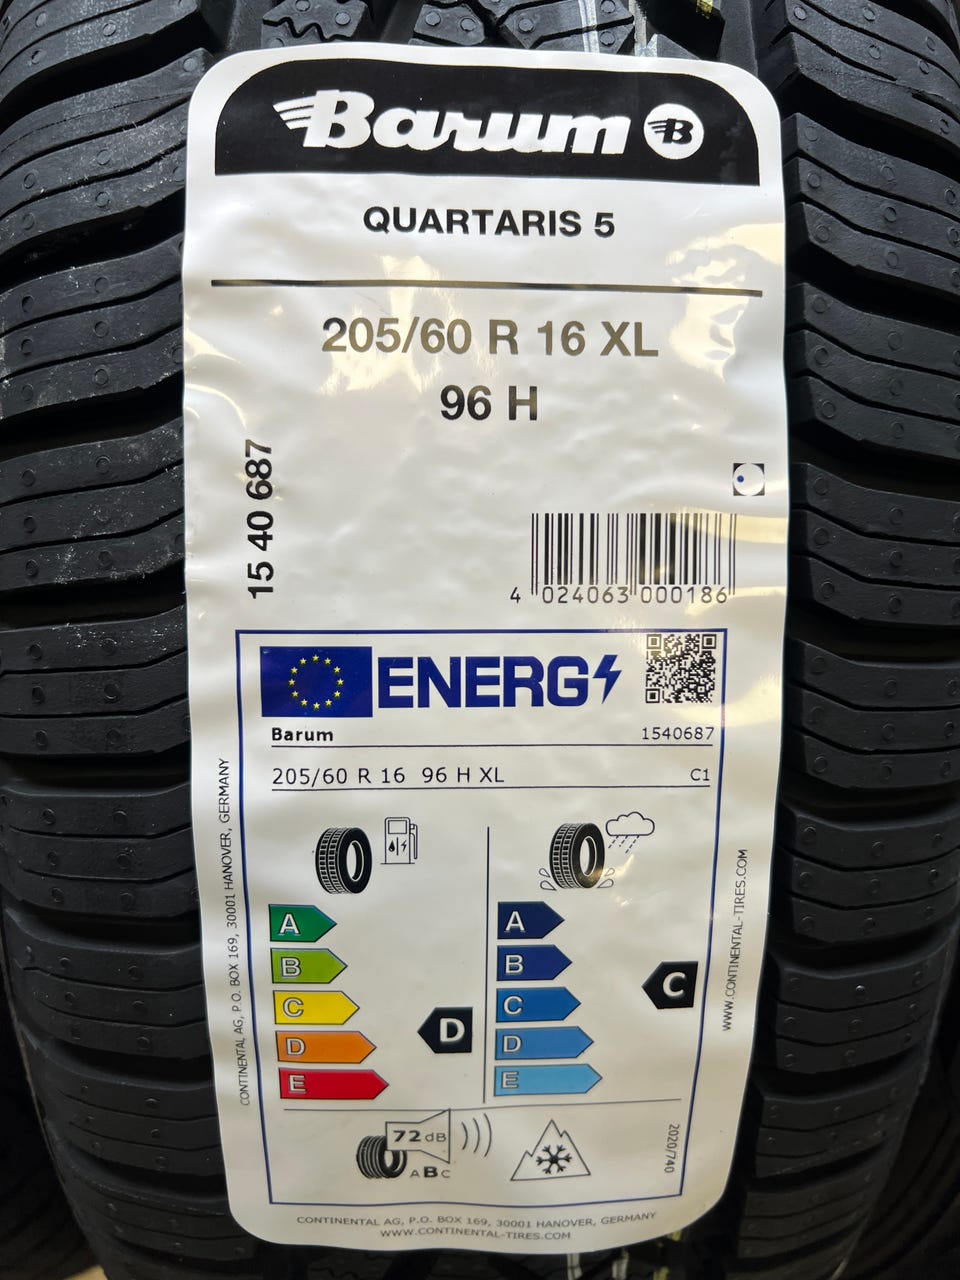 Barum B
QUARTARIS 5
205/60 R 16 XL
96 H
15 40 687
4 024063 000186
ENERG
Barum 1540687
205/60 R 16 96 H XL C1
A
B
C
D
E
D
A
B
C
D
E
C
72 dB
ABC
2020/740
CONTINENTAL AG, P.O. BOX 169, 30001 HANOVER, GERMANY
WWW.CONTINENTAL-TIRES.COM
CONTINENTAL AG, P.O. BOX 169, 30001 HANOVER, GERMANY
WWW.CONTINENTAL-TIRES.COM